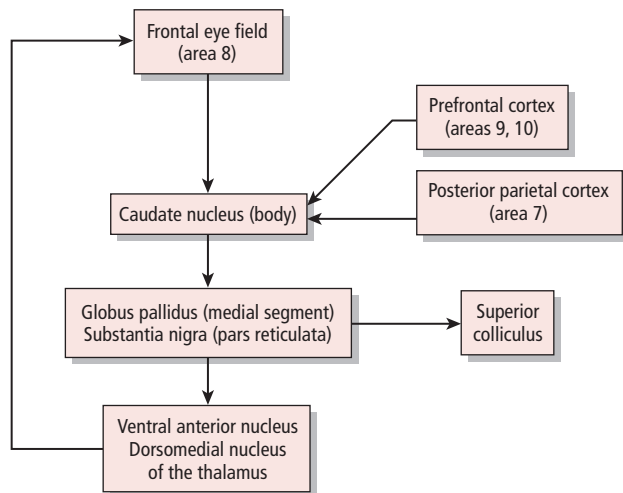 Frontal eye field
(area 8)
Prefrontal cortex
(areas 9, 10)
Posterior parietal cortex
(area 7)
Caudate nucleus (body)
Globus pallidus (medial segment)
Substantia nigra (pars reticulata)
Superior
colliculus
Ventral anterior nucleus
Dorsomedial nucleus
of the thalamus